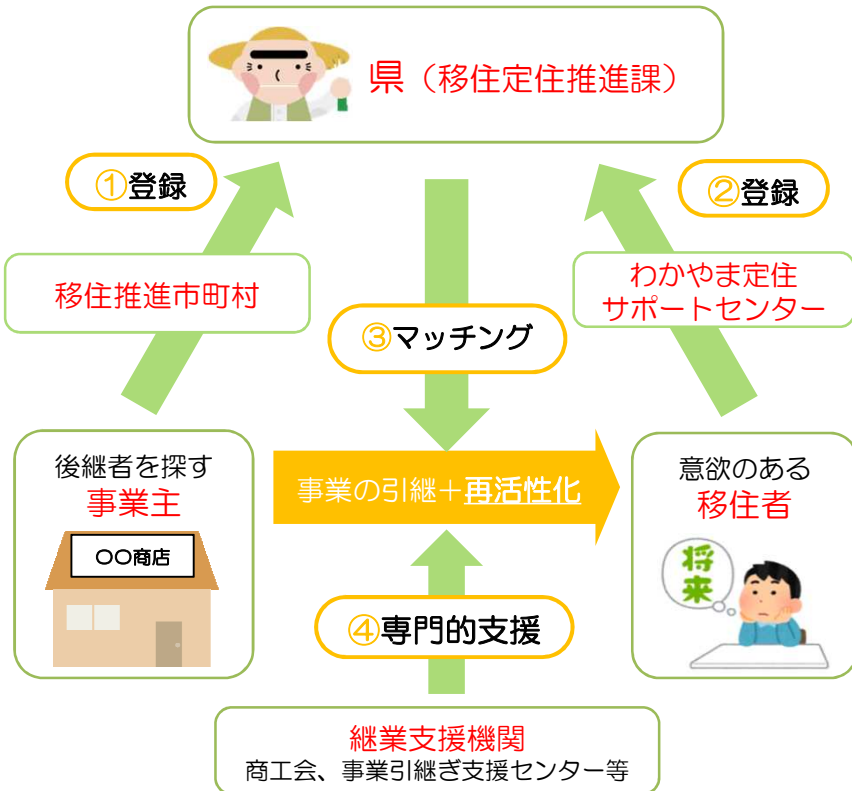 県（移住定住推進課）
①登録
②登録
移住推進市町村
わかやま定住
サポートセンター
③マッチング
後継者を探す
事業主
〇〇商店
事業の引継＋再活性化
意欲のある
移住者
将来
④専門的支援
継業支援機関
商工会、事業引継ぎ支援センター等